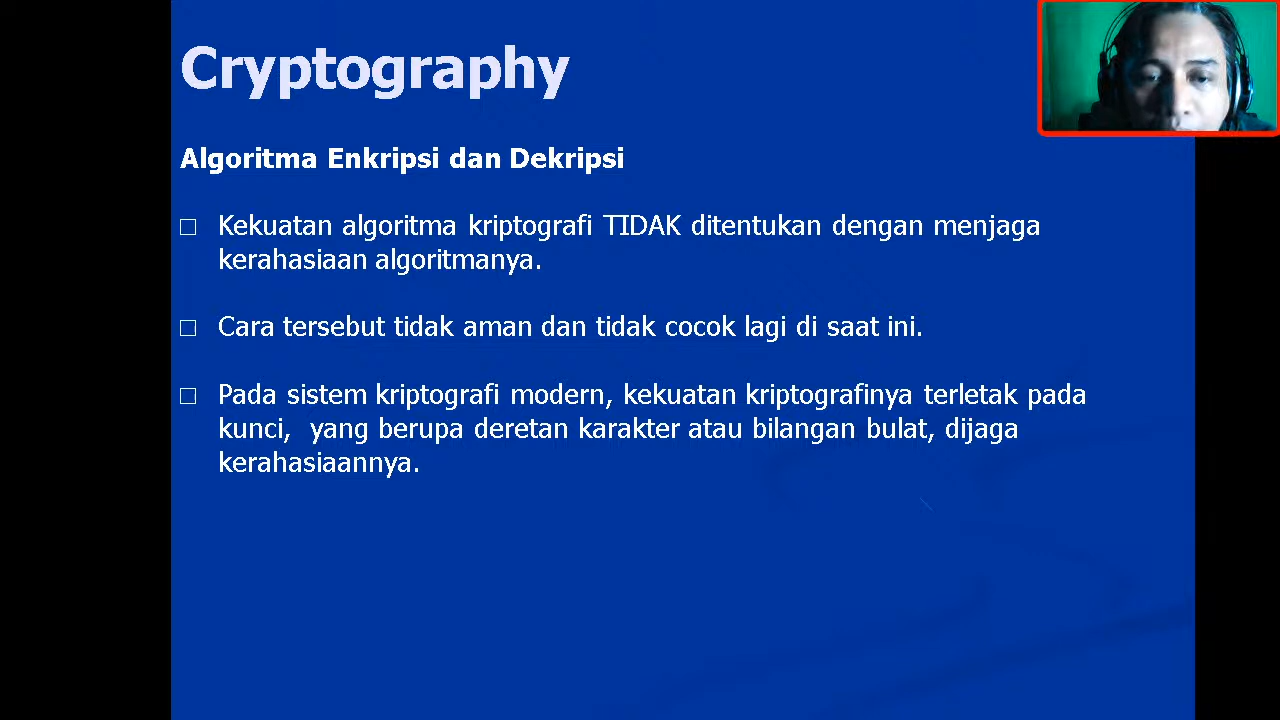 Cryptography
Algoritma Enkripsi dan Dekripsi
□ Kekuatan algoritma kriptografi TIDAK ditentukan dengan menjaga
kerahasiaan algoritmanya.
□ Cara tersebut tidak aman dan tidak cocok lagi di saat ini.
□ Pada sistem kriptografi modern, kekuatan kriptografinya terletak pada
kunci,  yang berupa deretan karakter atau bilangan bulat, dijaga
kerahasiaannya.